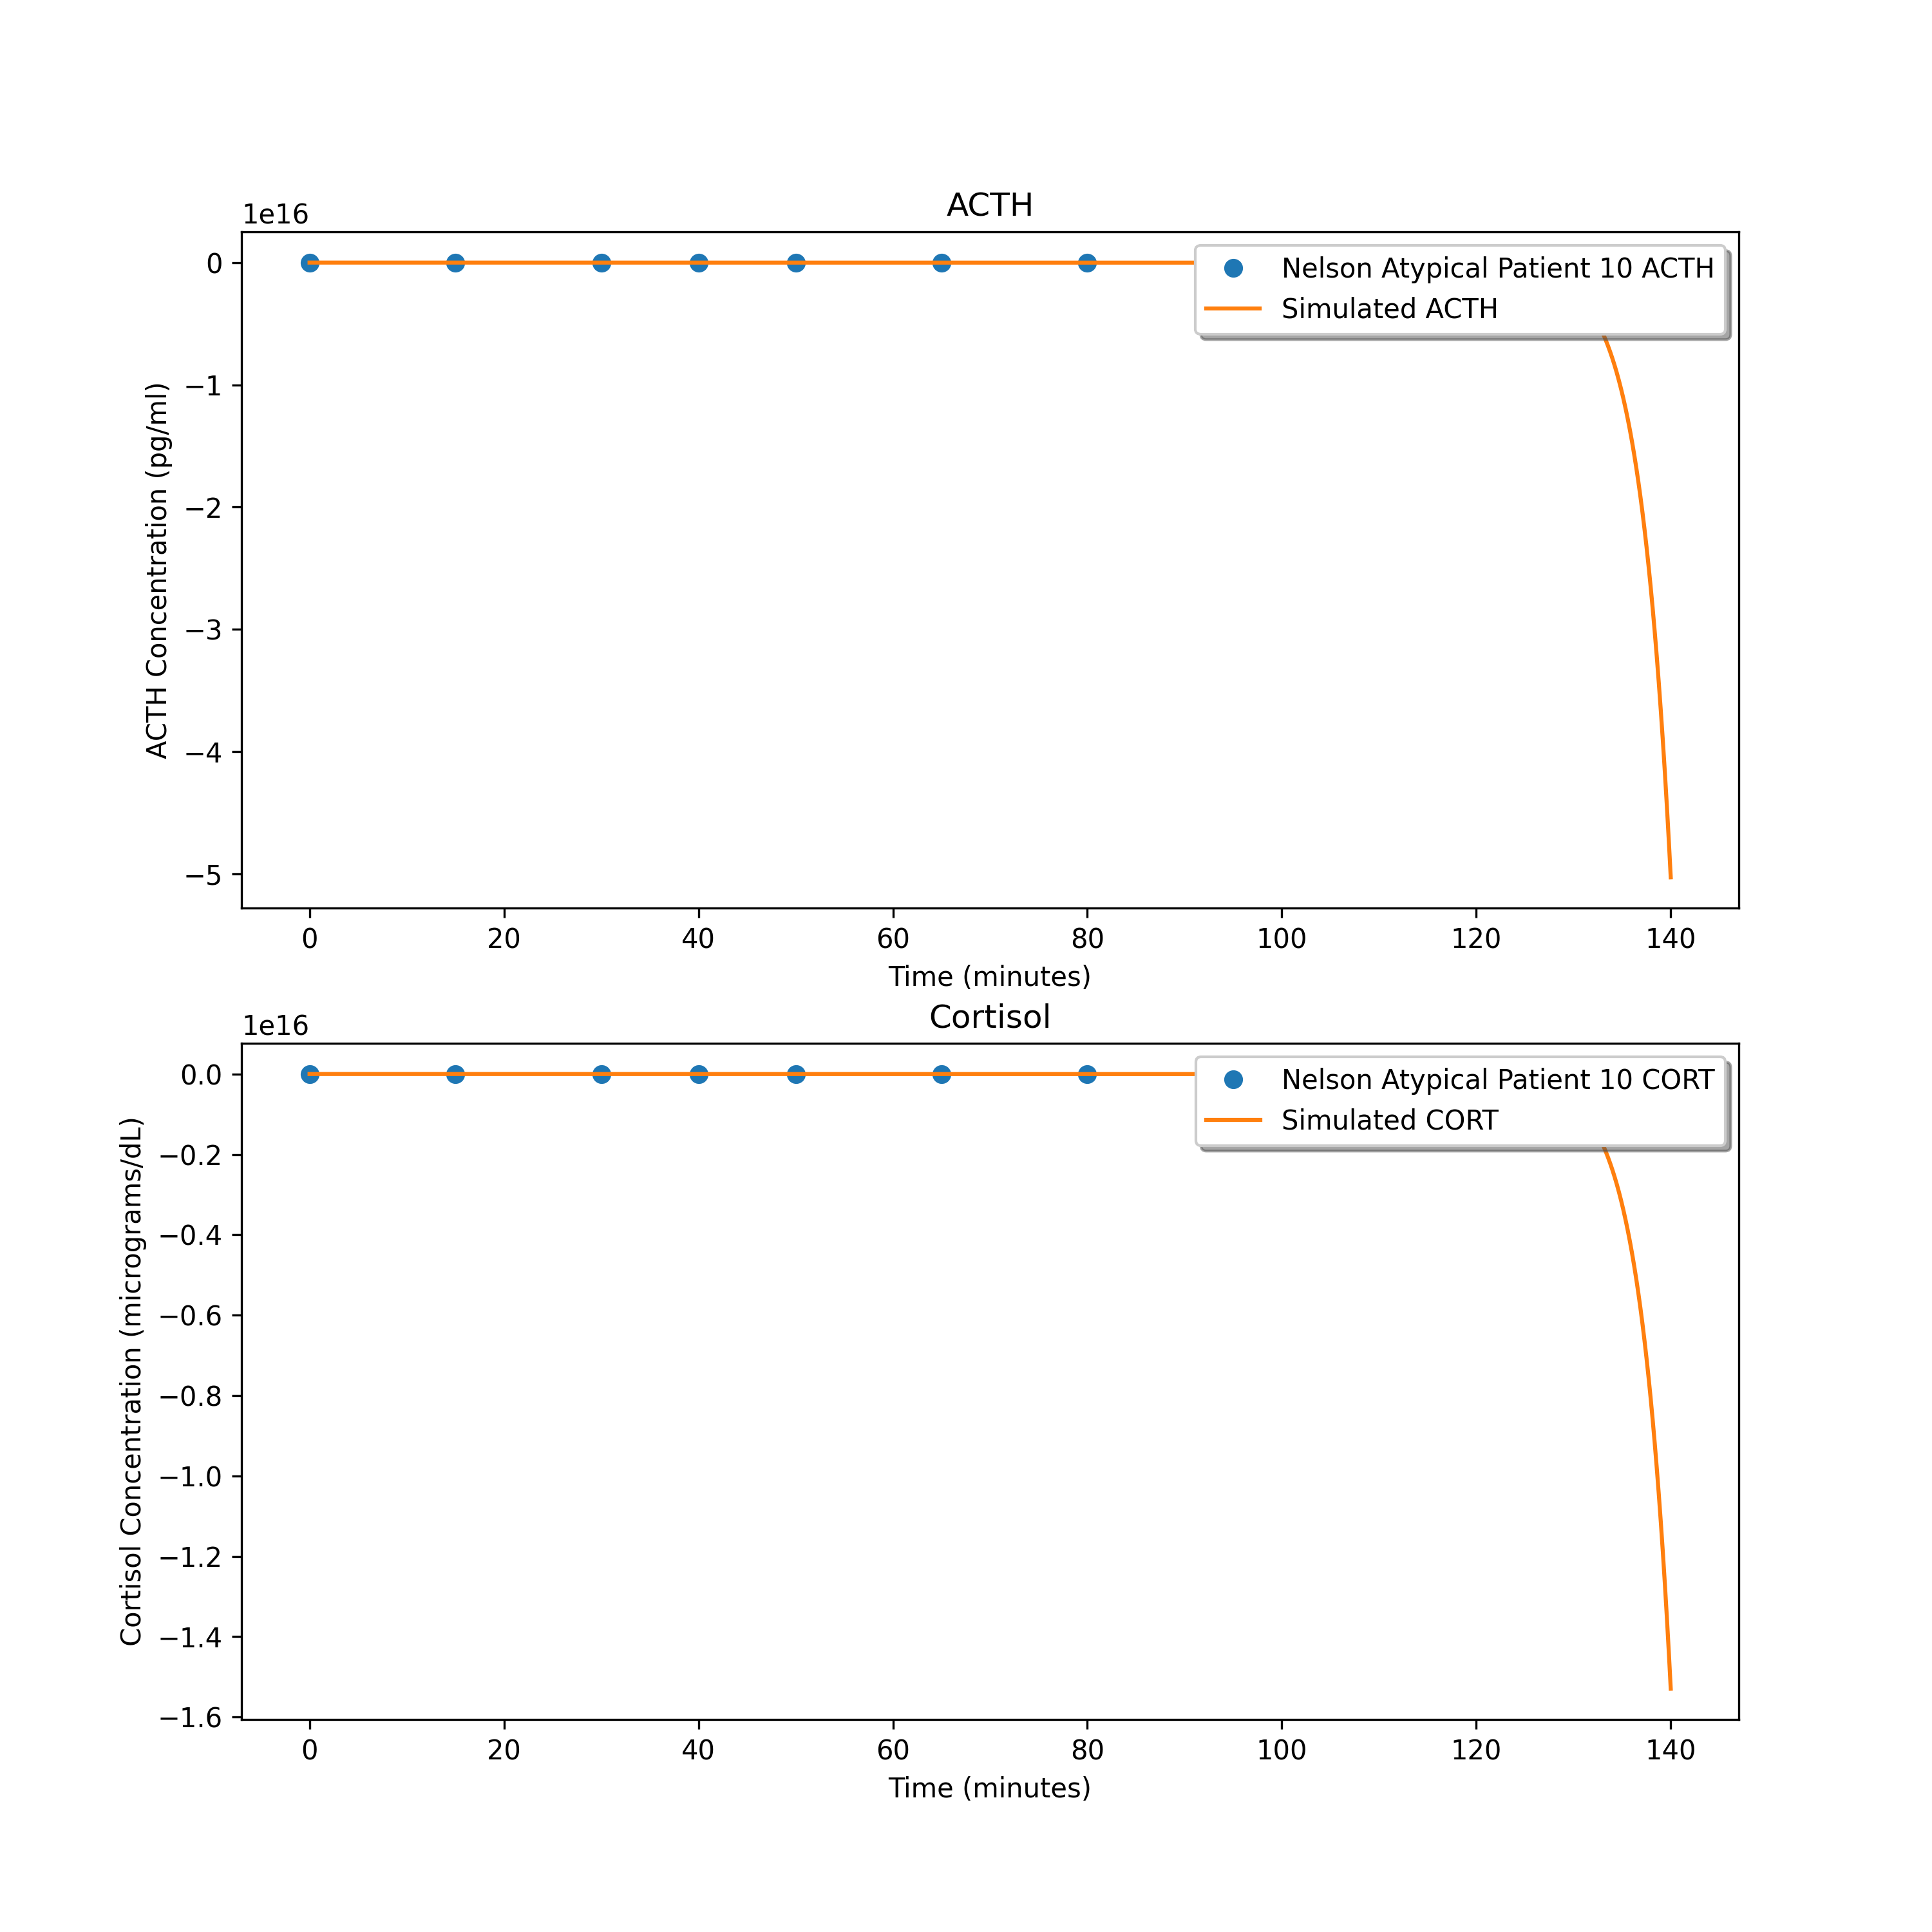 ACTH
1e16
0
−1
−2
−3
−4
−5
ACTH Concentration (pg/ml)
Nelson Atypical Patient 10 ACTH
Simulated ACTH
0 20 40 60 80 100 120 140
Time (minutes)
Cortisol
1e16
0.0
−0.2
−0.4
−0.6
−0.8
−1.0
−1.2
−1.4
−1.6
Cortisol Concentration (micrograms/dL)
Nelson Atypical Patient 10 CORT
Simulated CORT
0 20 40 60 80 100 120 140
Time (minutes)